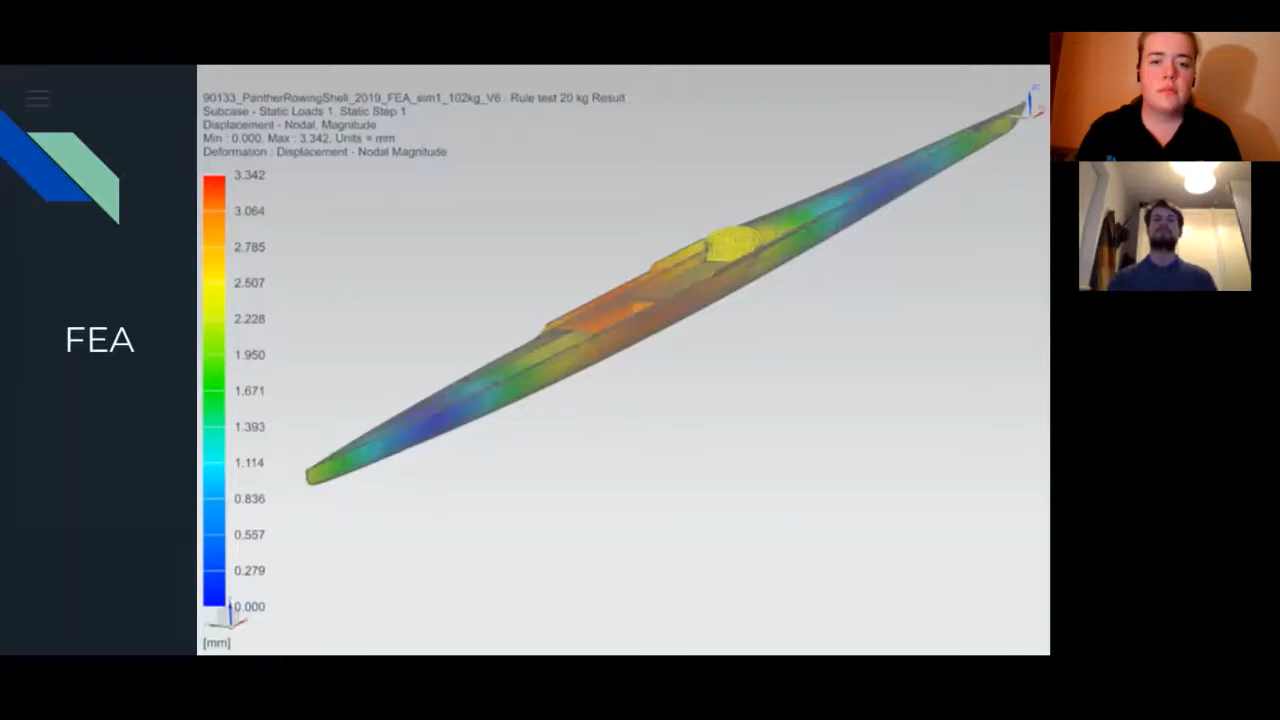 90133_PantherRowingShell_2019_FEA_sim1_102kg_V6 : Rule test 20 kg Result
Subcase - Static Loads 1, Static Step 1
Displacement - Nodal, Magnitude
Min : 0.000, Max : 3.342, Units = mm
Deformation : Displacement - Nodal Magnitude
3.342
3.064
2.785
2.507
2.228
FEA
1.950
1.671
1.393
1.114
0.836
0.557
0.279
0.000
[mm]